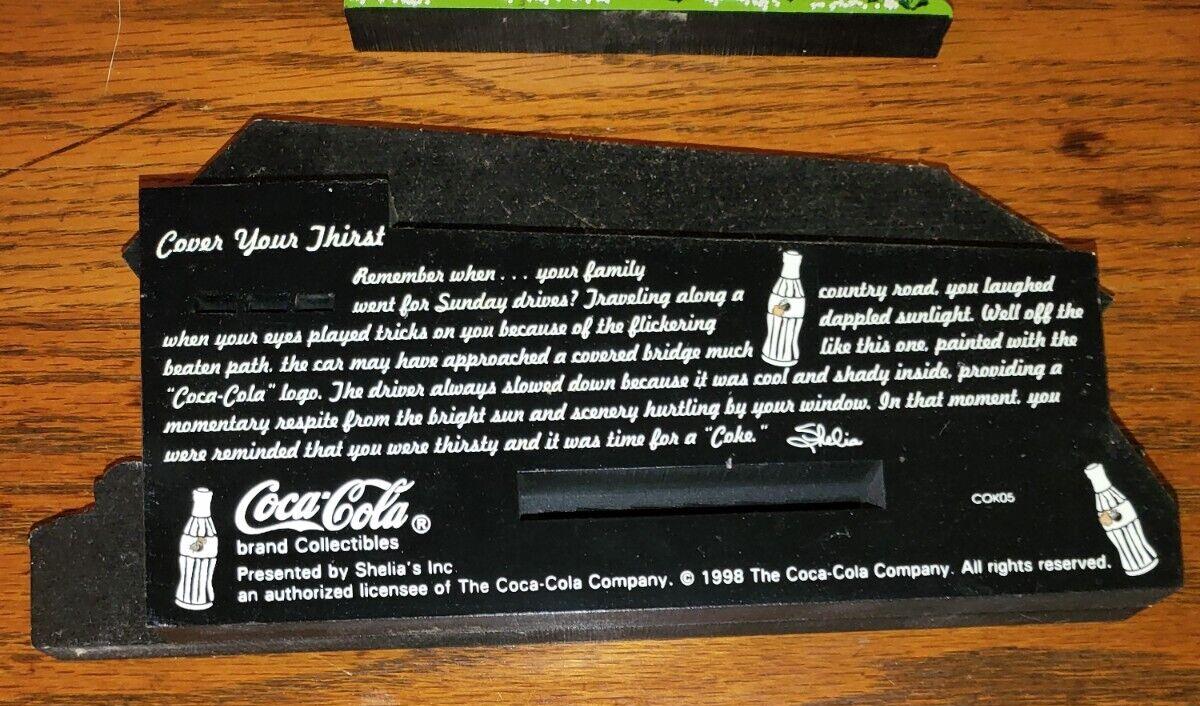 Cover Your Thirst
Remember when . . . your family
went for Sunday drives? Traveling along a country road, you laughed
when your eyes played tricks on you because of the flickering dappled sunlight. Well off the
beaten path, the car may have approached a covered bridge much like this one, painted with the
"Coca-Cola" logo. The driver always slowed down because it was cool and shady inside, providing a
momentary respite from the bright sun and scenery hurtling by your window. In that moment, you
were reminded that you were thirsty and it was time for a "Coke." Shelia
Coca-Cola®
brand Collectibles
COK05
Presented by Shelia's Inc.
an authorized licensee of The Coca-Cola Company. © 1998 The Coca-Cola Company. All rights reserved.